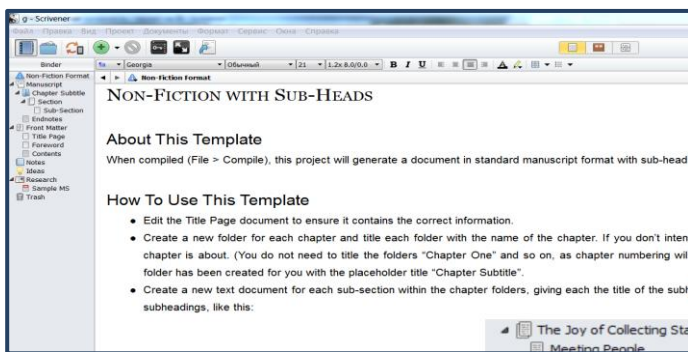 g - Scrivener
Файл Правка Вид Проект Документы Формат Сервис Окна Справка
Binder
Georgia Обычный 21 1.2x 8.0/0.0 B I U A
Non-Fiction Format
Non-Fiction Format
Manuscript
Chapter Subtitle
Section
Sub-Section
Endnotes
Front Matter
Title Page
Foreword
Contents
Notes
Ideas
Research
Sample MS
Trash
NON-FICTION WITH SUB-HEADS
About This Template
When compiled (File > Compile), this project will generate a document in standard manuscript format with sub-head
How To Use This Template
• Edit the Title Page document to ensure it contains the correct information.
• Create a new folder for each chapter and title each folder with the name of the chapter. If you don't inten
chapter is about. (You do not need to title the folders “Chapter One” and so on, as chapter numbering wil
folder has been created for you with the placeholder title “Chapter Subtitle”.
• Create a new text document for each sub-section within the chapter folders, giving each the title of the sub
subheadings, like this:
The Joy of Collecting Sta
Meeting People